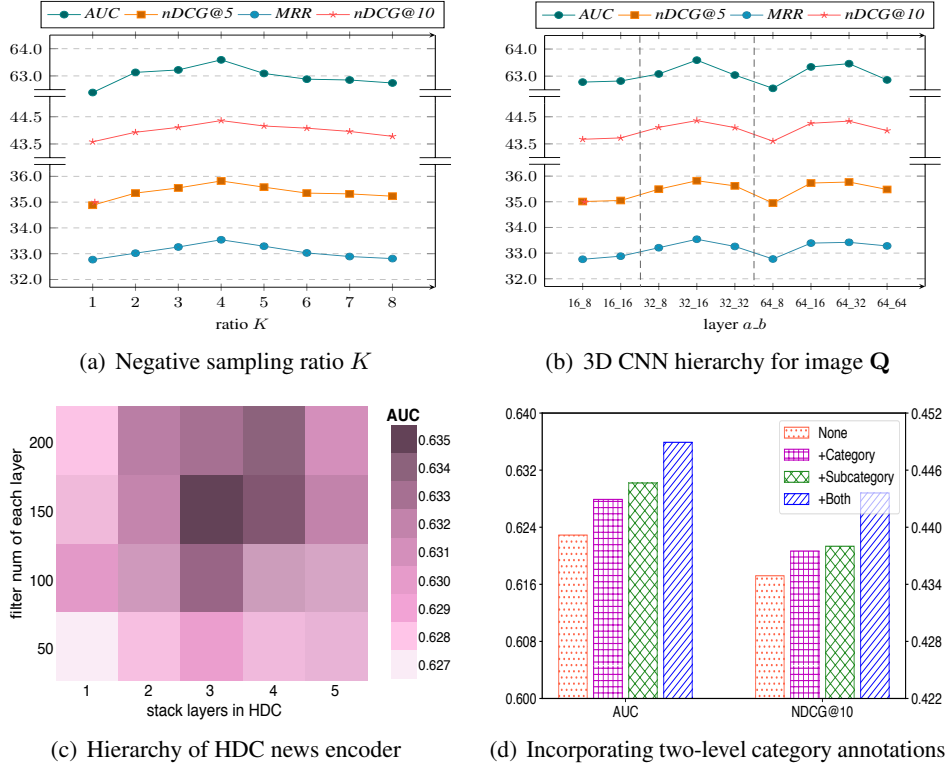 AUC nDCG@5 MRR nDCG@10
64.0
63.0
44.5
43.5
36.0
35.0
33.0
32.0
1 2 3 4 5 6 7 8
ratio K
(a) Negative sampling ratio K
AUC nDCG@5 MRR nDCG@10
64.0
63.0
44.5
43.5
36.0
35.0
33.0
32.0
16_8 16_16 32_8 32_16 32_32 64_8 64_16 64_32 64_64
layer a_b
(b) 3D CNN hierarchy for image Q
filter num of each layer
200
150
100
50
1 2 3 4 5
stack layers in HDC
AUC
0.635
0.634
0.633
0.632
0.631
0.630
0.629
0.628
0.627
(c) Hierarchy of HDC news encoder
0.640
0.632
0.624
0.616
0.608
0.600
None
+Category
+Subcategory
+Both
0.452
0.446
0.440
0.434
0.428
0.422
AUC NDCG@10
(d) Incorporating two-level category annotations